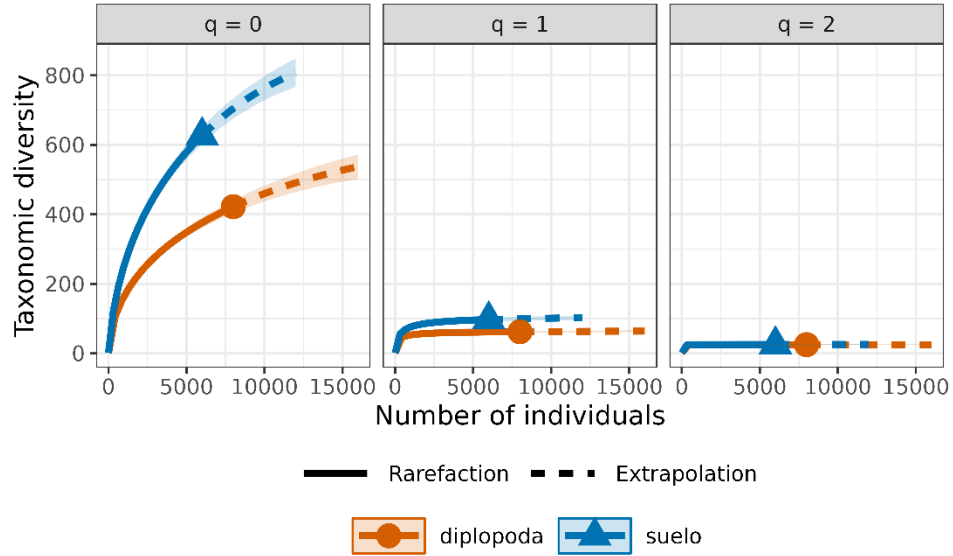 q = 0 q = 1 q = 2
Taxonomic diversity
800
600
400
200
0
0 5000 10000 15000 0 5000 10000 15000 0 5000 10000 15000
Number of individuals
Rarefaction Extrapolation
diplopoda suelo